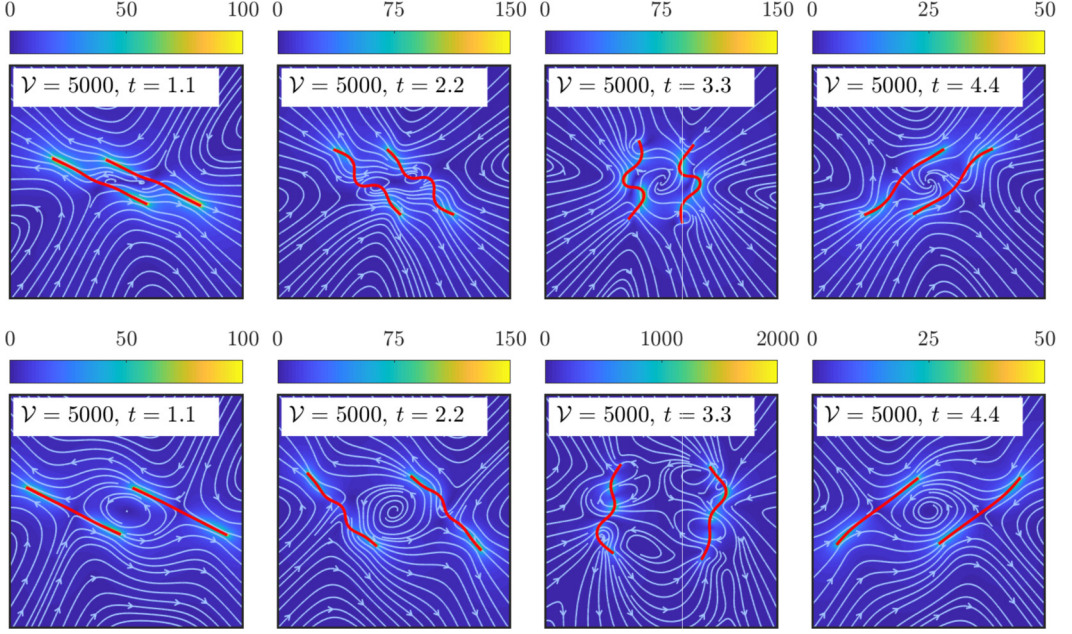 0 50 100 0 75 150 0 75 150 0 25 50
𝒱 = 5000, t = 1.1 𝒱 = 5000, t = 2.2 𝒱 = 5000, t = 3.3 𝒱 = 5000, t = 4.4
0 50 100 0 75 150 0 1000 2000 0 25 50
𝒱 = 5000, t = 1.1 𝒱 = 5000, t = 2.2 𝒱 = 5000, t = 3.3 𝒱 = 5000, t = 4.4